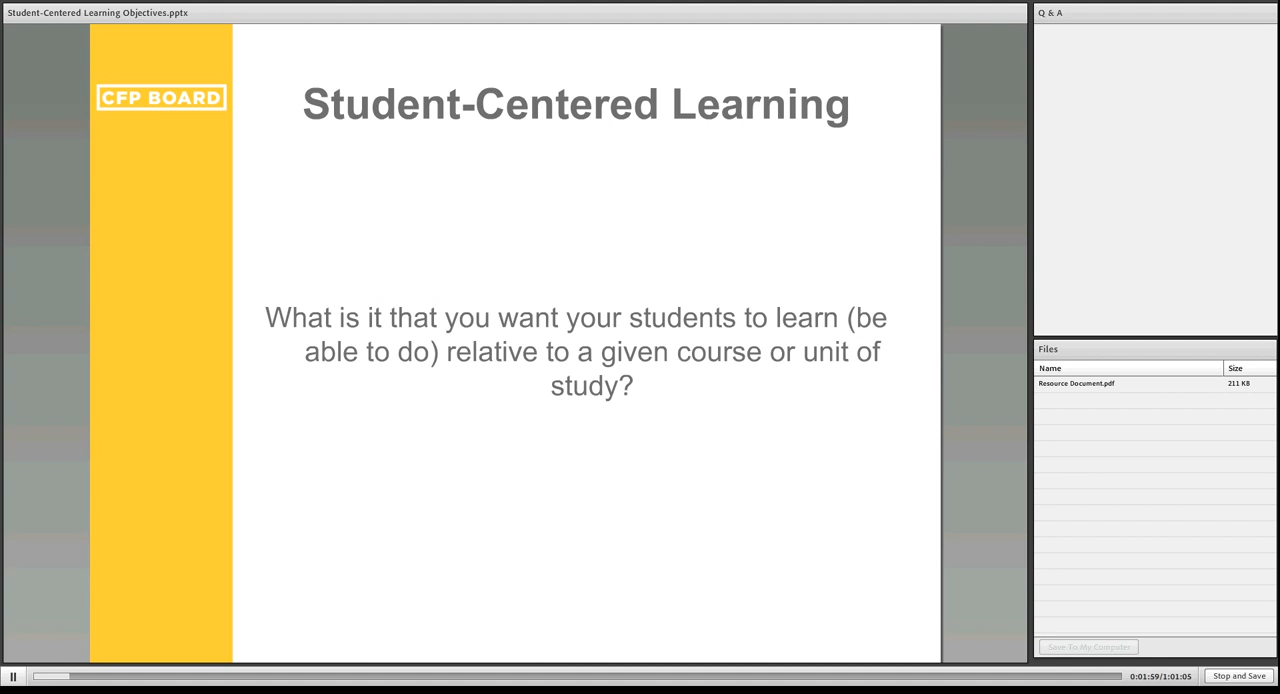 Student-Centered Learning Objectives.pptx
CFP BOARD
Student-Centered Learning
What is it that you want your students to learn (be
able to do) relative to a given course or unit of
study?
Q & A
Files
Name Size
Resource Document.pdf 211 KB
Save To My Computer
0:01:59/1:01:05 Stop and Save